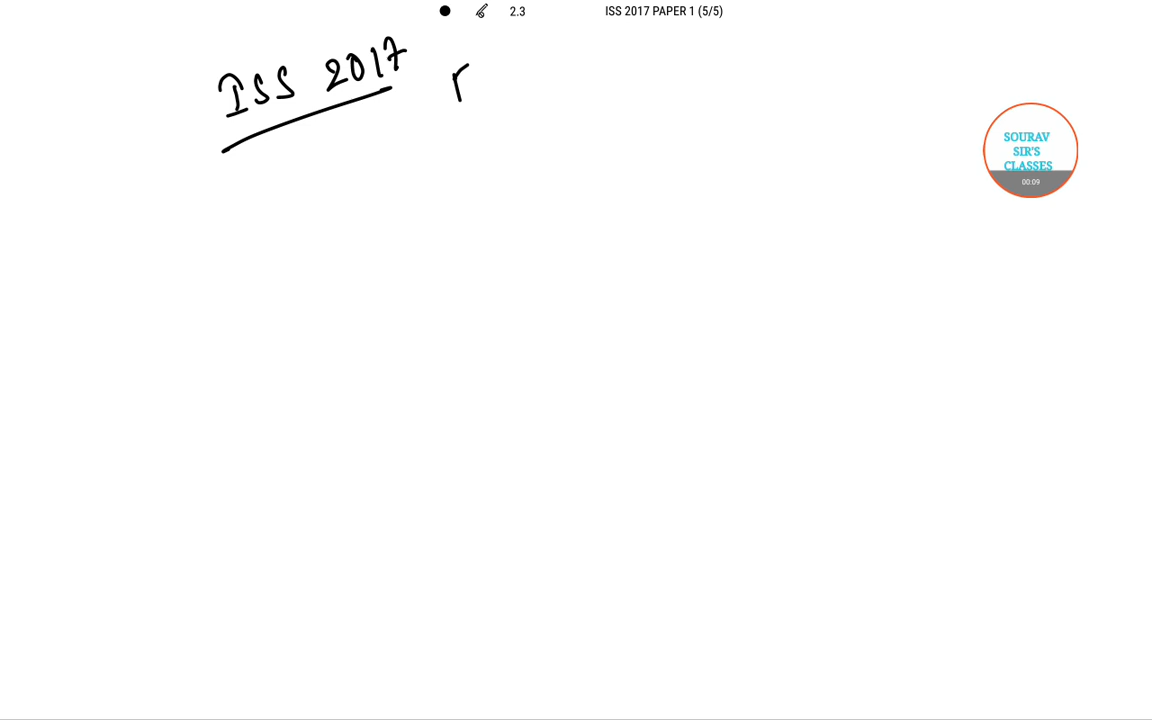 2.3 ISS 2017 PAPER 1 (5/5)
ISS 2017
SOURAV
SIR'S
CLASSES
00:09